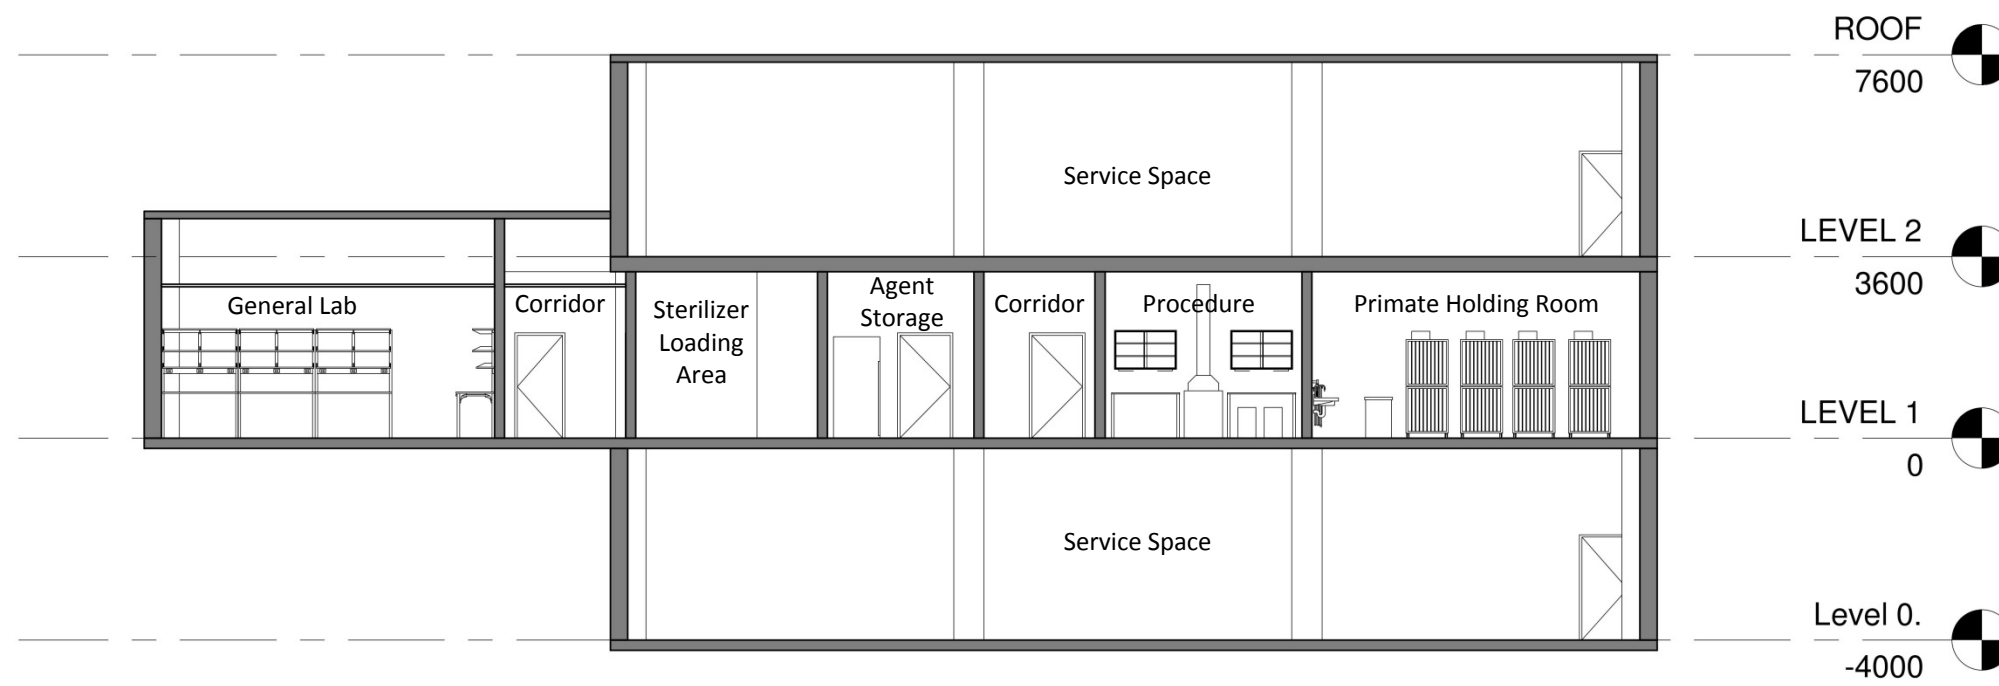 ROOF
7600
Service Space
LEVEL 2
3600
General Lab
Corridor
Sterilizer
Loading
Area
Agent
Storage
Corridor
Procedure
Primate Holding Room
LEVEL 1
0
Service Space
Level 0.
-4000